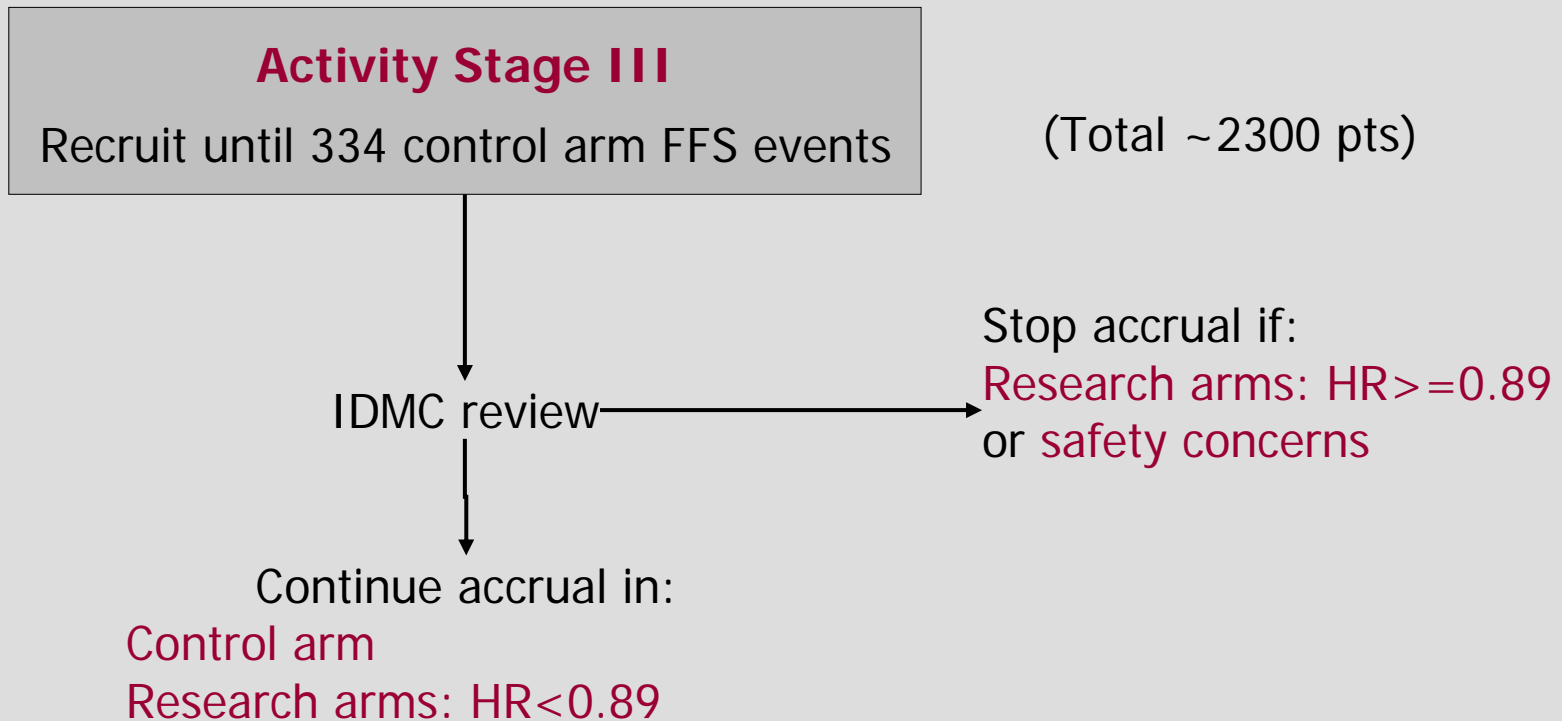 Activity Stage III
Recruit until 334 control arm FFS events
(Total ~2300 pts)
IDMC review
Stop accrual if:
Research arms: HR>=0.89
or safety concerns
Continue accrual in:
Control arm
Research arms: HR<0.89